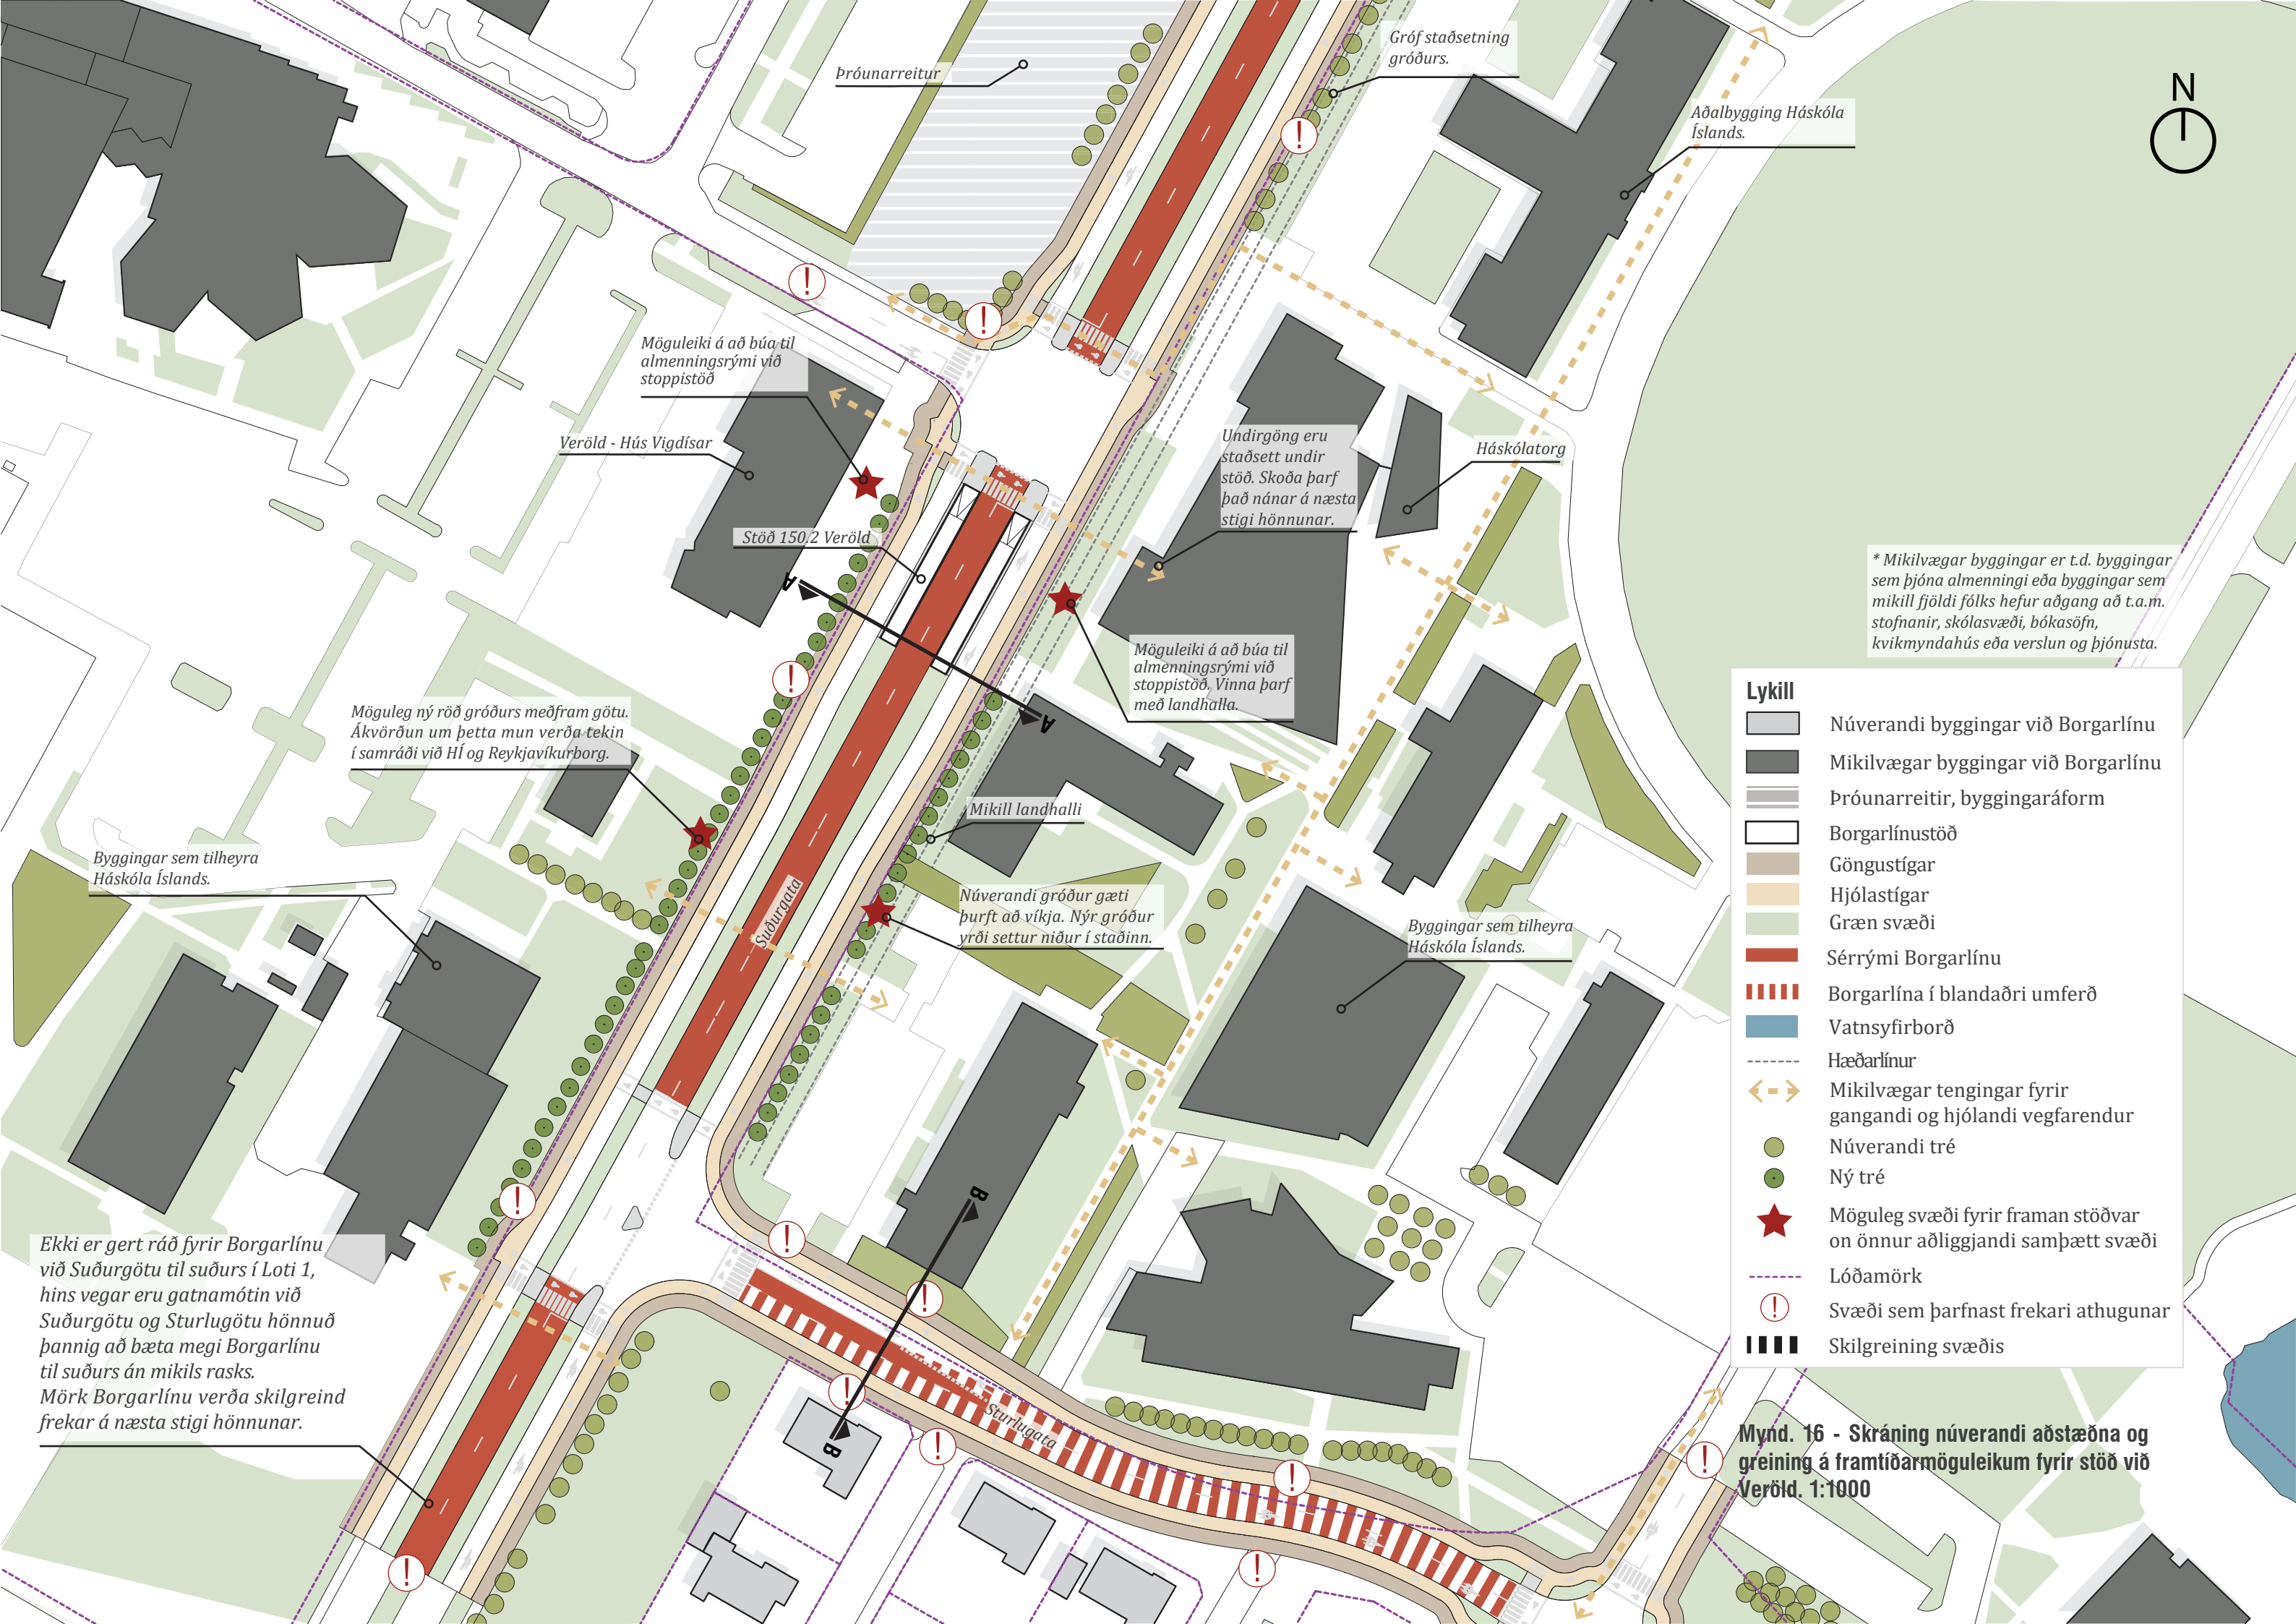 Þróunarreitur
Gróf staðsetning
gróðurs.
N
Aðalbygging Háskóla
Íslands.
Möguleiki á að búa til
almenningsrými við
stoppistöð
Veröld - Hús Vigdísar
Undirgöng eru
staðsett undir
stöð. Skoða þarf
það nánar á næsta
stigi hönnunar.
Háskólatorg
Stöð 150.2 Veröld
A
A
Möguleiki á að búa til
almenningsrými við
stoppistöð. Vinna þarf
með landhalla.
Möguleg ný röð gróðurs meðfram götu.
Ákvörðun um þetta mun verða tekin
í samráði við HÍ og Reykjavíkurborg.
Mikill landhalli
Byggingar sem tilheyra
Háskóla Íslands.
Suðurgata
Núverandi gróður gæti
þurft að víkja. Nýr gróður
yrði settur niður í staðinn.
Byggingar sem tilheyra
Háskóla Íslands.
B
B
Sturlugata
Ekki er gert ráð fyrir Borgarlínu
við Suðurgötu til suðurs í Loti 1,
hins vegar eru gatnamótin við
Suðurgötu og Sturlugötu hönnuð
þannig að bæta megi Borgarlínu
til suðurs án mikils rasks.
Mörk Borgarlínu verða skilgreind
frekar á næsta stigi hönnunar.
* Mikilvægar byggingar er t.d. byggingar
sem þjóna almenningi eða byggingar sem
mikill fjöldi fólks hefur aðgang að t.a.m.
stofnanir, skólasvæði, bókasöfn,
kvikmyndahús eða verslun og þjónusta.
Lykill
Núverandi byggingar við Borgarlínu
Mikilvægar byggingar við Borgarlínu
Þróunarreitir, byggingaráform
Borgarlínustöð
Göngustígar
Hjólastígar
Græn svæði
Sérrými Borgarlínu
Borgarlína í blandaðri umferð
Vatnsyfirborð
Hæðarlínur
Mikilvægar tengingar fyrir
gangandi og hjólandi vegfarendur
Núverandi tré
Ný tré
Möguleg svæði fyrir framan stöðvar
on önnur aðliggjandi samþætt svæði
Lóðamörk
Svæði sem þarfnast frekari athugunar
Skilgreining svæðis
Mynd. 16 - Skráning núverandi aðstæðna og
greining á framtíðarmöguleikum fyrir stöð við
Veröld. 1:1000